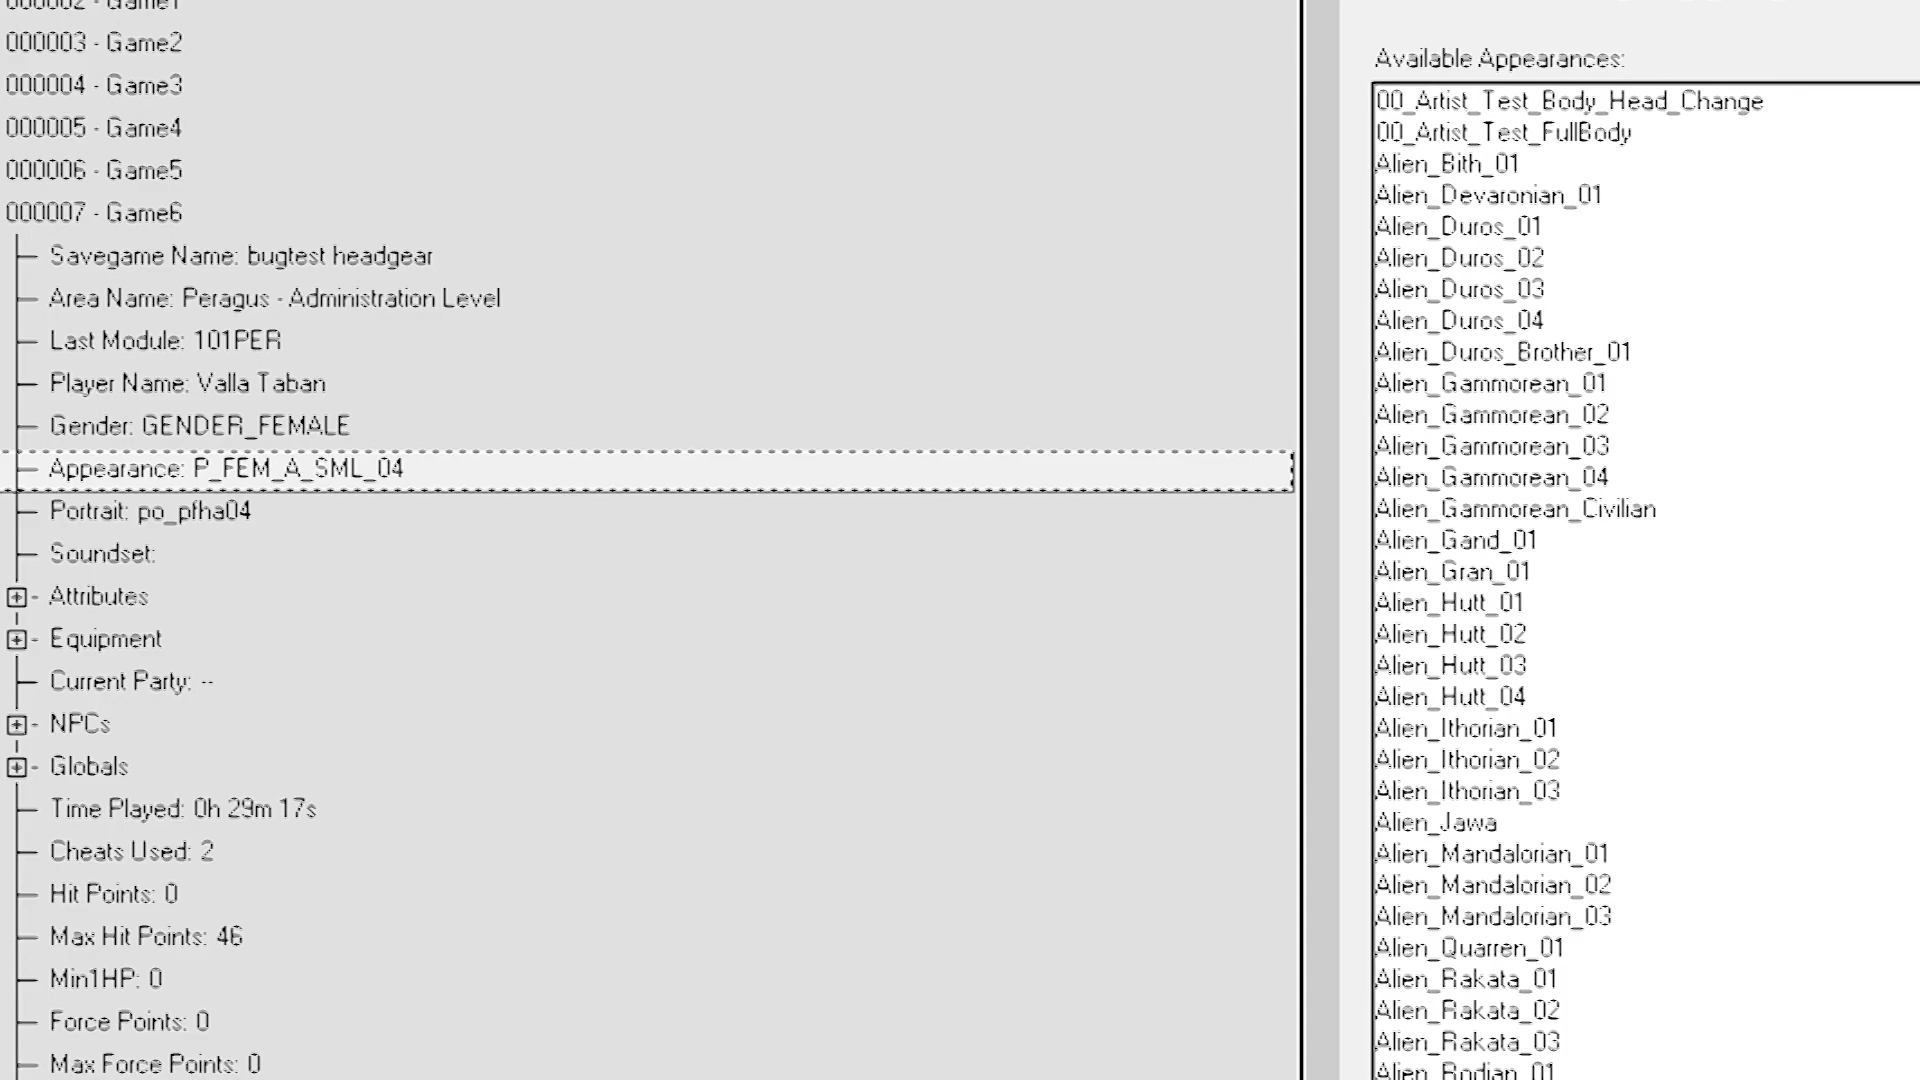 000002 - Game1
000003 - Game2
000004 - Game3
000005 - Game4
000006 - Game5
000007 - Game6
Savegame Name: bugtest headgear
Area Name: Peragus - Administration Level
Last Module: 101PER
Player Name: Valla Taban
Gender: GENDER_FEMALE
Appearance: P_FEM_A_SML_04
Portrait: po_pfha04
Soundset:
Attributes
Equipment
Current Party: --
NPCs
Globals
Time Played: 0h 29m 17s
Cheats Used: 2
Hit Points: 0
Max Hit Points: 46
Min1HP: 0
Force Points: 0
Max Force Points: 0
Available Appearances:
00_Artist_Test_Body_Head_Change
00_Artist_Test_FullBody
Alien_Bith_01
Alien_Devaronian_01
Alien_Duros_01
Alien_Duros_02
Alien_Duros_03
Alien_Duros_04
Alien_Duros_Brother_01
Alien_Gammorean_01
Alien_Gammorean_02
Alien_Gammorean_03
Alien_Gammorean_04
Alien_Gammorean_Civilian
Alien_Gand_01
Alien_Gran_01
Alien_Hutt_01
Alien_Hutt_02
Alien_Hutt_03
Alien_Hutt_04
Alien_Ithorian_01
Alien_Ithorian_02
Alien_Ithorian_03
Alien_Jawa
Alien_Mandalorian_01
Alien_Mandalorian_02
Alien_Mandalorian_03
Alien_Quarren_01
Alien_Rakata_01
Alien_Rakata_02
Alien_Rakata_03
Alien_Rodian_01